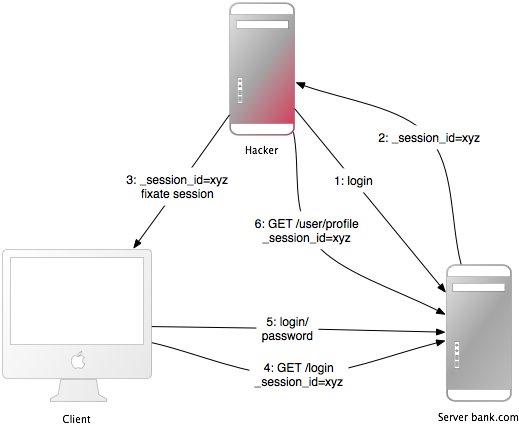 Hacker
2: _session_id=xyz
3: _session_id=xyz
fixate session
1: login
6: GET /user/profile
_session_id=xyz
5: login/
password
4: GET /login
_session_id=xyz
Client
Server bank.com